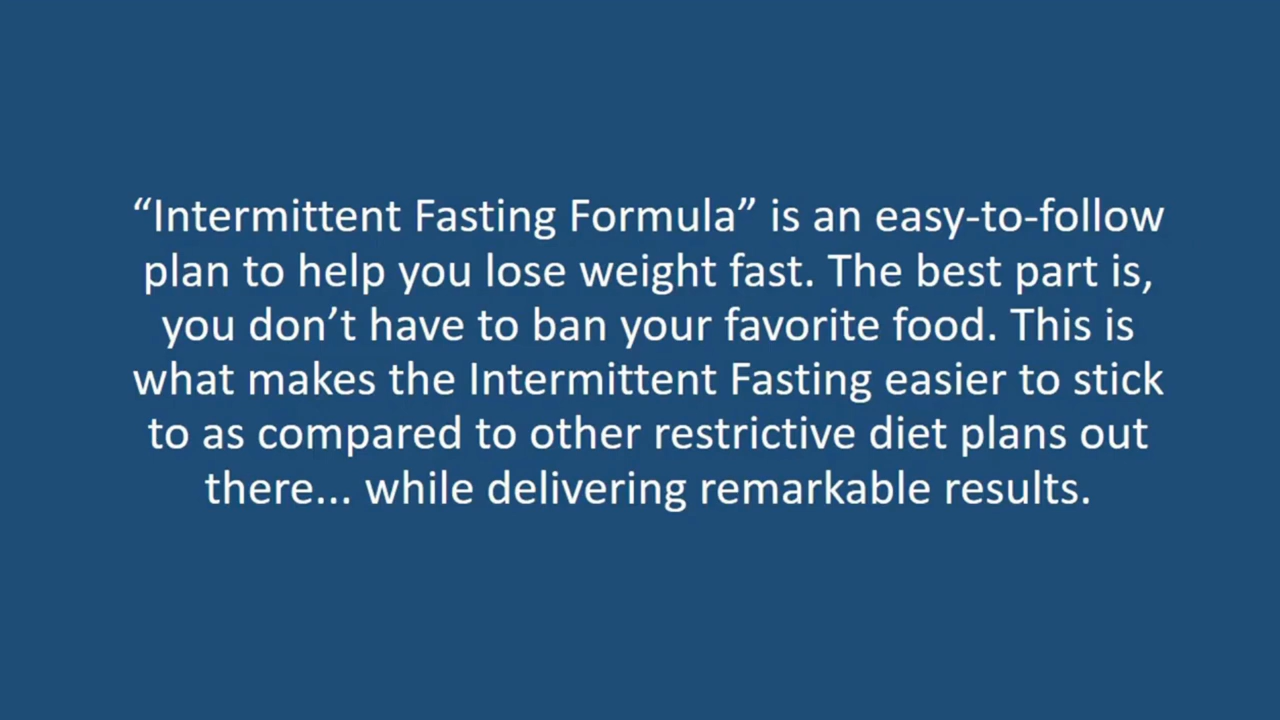 “Intermittent Fasting Formula” is an easy-to-follow
plan to help you lose weight fast. The best part is,
you don’t have to ban your favorite food. This is
what makes the Intermittent Fasting easier to stick
to as compared to other restrictive diet plans out
there... while delivering remarkable results.